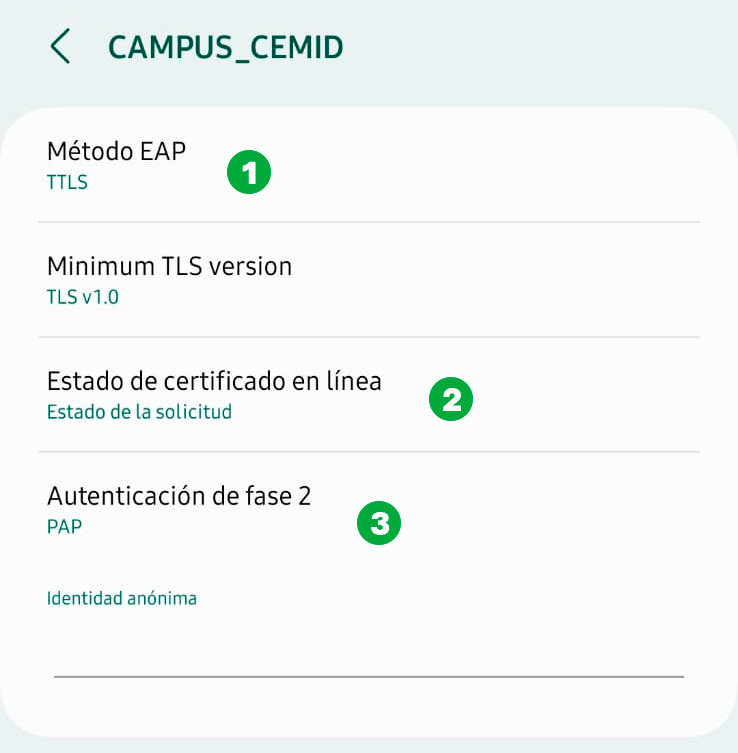 CAMPUS_CEMID
Método EAP
TTLS
1
Minimum TLS version
TLS v1.0
Estado de certificado en línea
Estado de la solicitud
2
Autenticación de fase 2
PAP
3
Identidad anónima